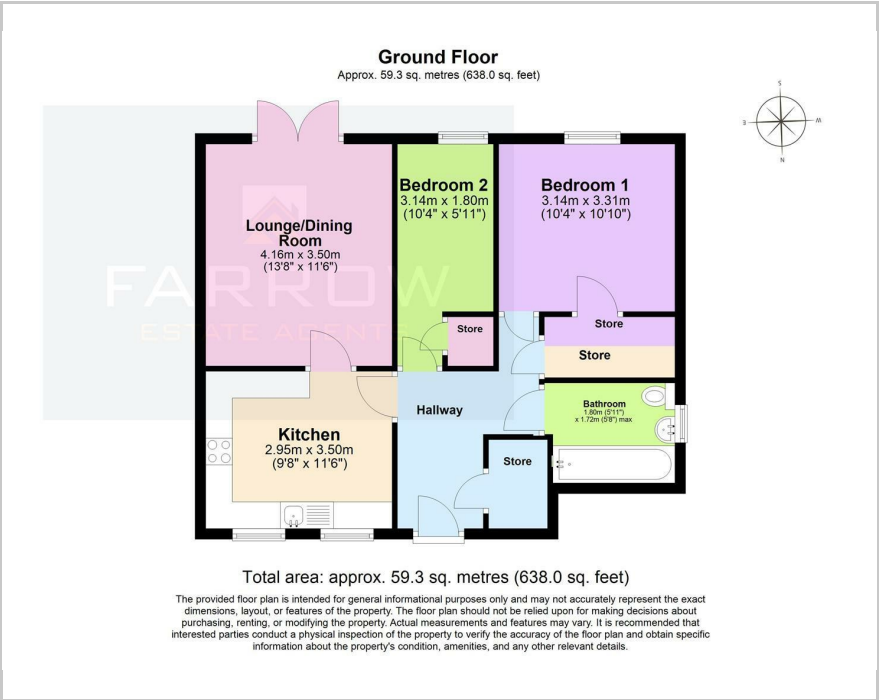 Ground Floor
Approx. 59.3 sq. metres (638.0 sq. feet)
S
E
W
N
Lounge/Dining
Room
4.16m x 3.50m
(13'8" x 11'6")
Bedroom 2
3.14m x 1.80m
(10'4" x 5'11")
Bedroom 1
3.14m x 3.31m
(10'4" x 10'10")
FARROW
ESTATE AGENTS
Store
Store
Store
Hallway
Bathroom
1.80m (5'11")
x 1.72m (5'8") max
Kitchen
2.95m x 3.50m
(9'8" x 11'6")
Store
Total area: approx. 59.3 sq. metres (638.0 sq. feet)
The provided floor plan is intended for general informational purposes only and may not accurately represent the exact
dimensions, layout, or features of the property. The floor plan should not be relied upon for making decisions about
purchasing, renting, or modifying the property. Actual measurements and features may vary. It is recommended that
interested parties conduct a physical inspection of the property to verify the accuracy of the floor plan and obtain specific
information about the property's condition, amenities, and any other relevant details.